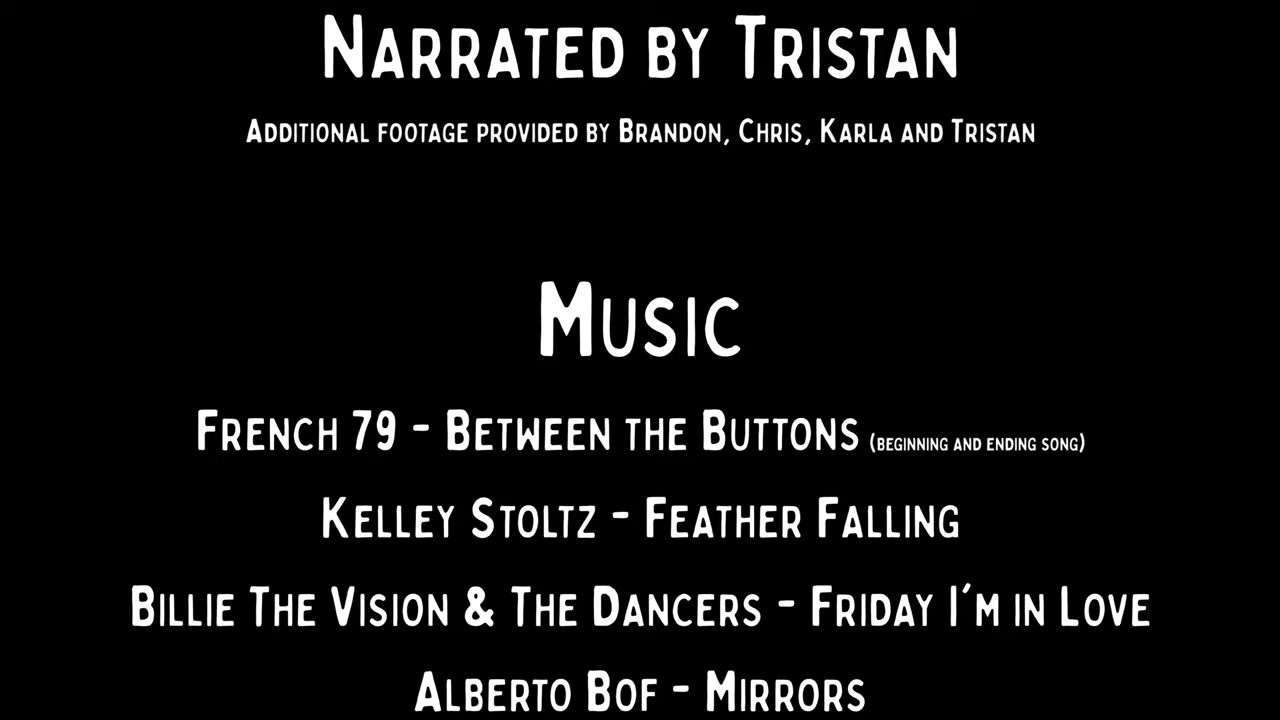 Narrated by Tristan
Additional footage provided by Brandon, Chris, Karla and Tristan
Music
French 79 - Between the Buttons (beginning and ending song)
Kelley Stoltz - Feather Falling
Billie The Vision & The Dancers - Friday I'm in Love
Alberto Bof - Mirrors